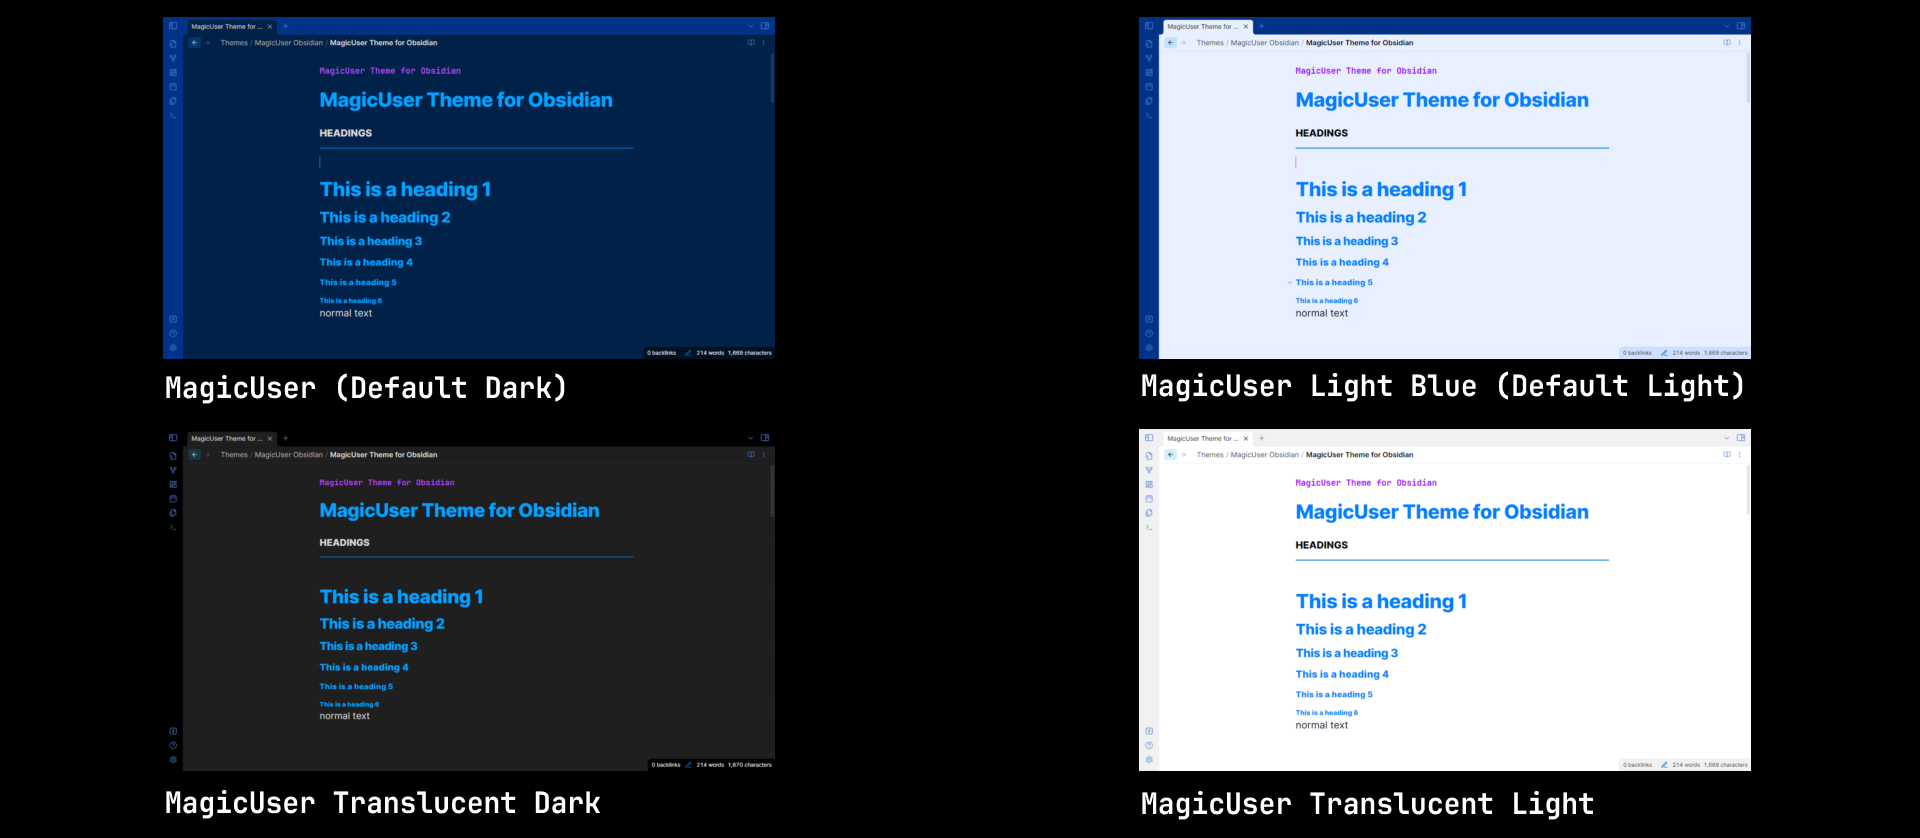 MagicUser Theme for ...
Themes / MagicUser Obsidian / MagicUser Theme for Obsidian
MagicUser Theme for Obsidian
MagicUser Theme for Obsidian
HEADINGS
This is a heading 1
This is a heading 2
This is a heading 3
This is a heading 4
This is a heading 5
This is a heading 6
normal text
0 backlinks 214 words 1,669 characters
MagicUser (Default Dark)
MagicUser Theme for ...
Themes / MagicUser Obsidian / MagicUser Theme for Obsidian
MagicUser Theme for Obsidian
MagicUser Theme for Obsidian
HEADINGS
This is a heading 1
This is a heading 2
This is a heading 3
This is a heading 4
This is a heading 5
This is a heading 6
normal text
0 backlinks 214 words 1,669 characters
MagicUser Light Blue (Default Light)
MagicUser Theme for ...
Themes / MagicUser Obsidian / MagicUser Theme for Obsidian
MagicUser Theme for Obsidian
MagicUser Theme for Obsidian
HEADINGS
This is a heading 1
This is a heading 2
This is a heading 3
This is a heading 4
This is a heading 5
This is a heading 6
normal text
0 backlinks 214 words 1,670 characters
MagicUser Translucent Dark
MagicUser Theme for ...
Themes / MagicUser Obsidian / MagicUser Theme for Obsidian
MagicUser Theme for Obsidian
MagicUser Theme for Obsidian
HEADINGS
This is a heading 1
This is a heading 2
This is a heading 3
This is a heading 4
This is a heading 5
This is a heading 6
normal text
0 backlinks 214 words 1,669 characters
MagicUser Translucent Light